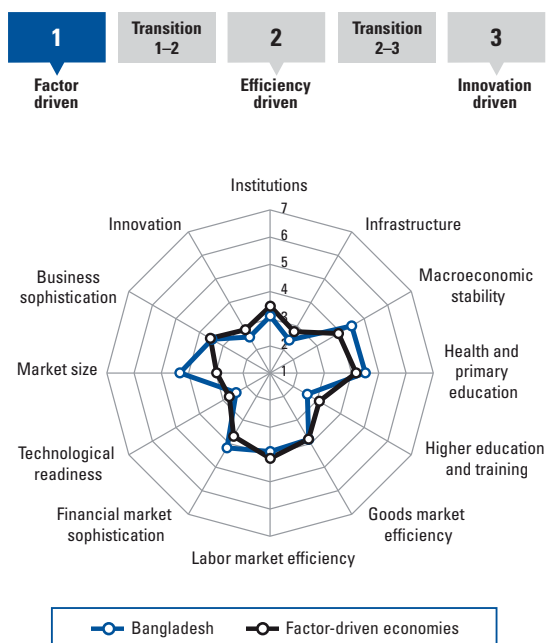 1
Transition
1–2
2
Transition
2–3
3
Factor
driven
Efficiency
driven
Innovation
driven
Institutions
7
Innovation
Infrastructure
6
5
Business
sophistication
Macroeconomic
stability
4
3
2
Market size
1
Health and
primary
education
Technological
readiness
Higher education
and training
Financial market
sophistication
Goods market
efficiency
Labor market efficiency
Bangladesh
Factor-driven economies